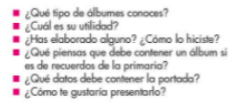 ¿Qué tipo de álbumes conoces?
¿Cuál es su utilidad?
¿Has elaborado alguno? ¿Cómo lo hiciste?
¿Qué piensas que debe contener un álbum si
es de recuerdos de la primaria?
¿Qué datos debe contener la portada?
¿Cómo te gustaría presentarlo?